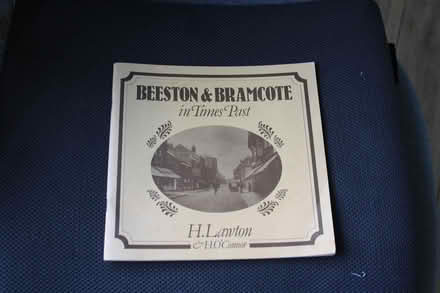 BEESTON & BRAMCOTE
in Times Past
H. Lawton
& H. O'Connor